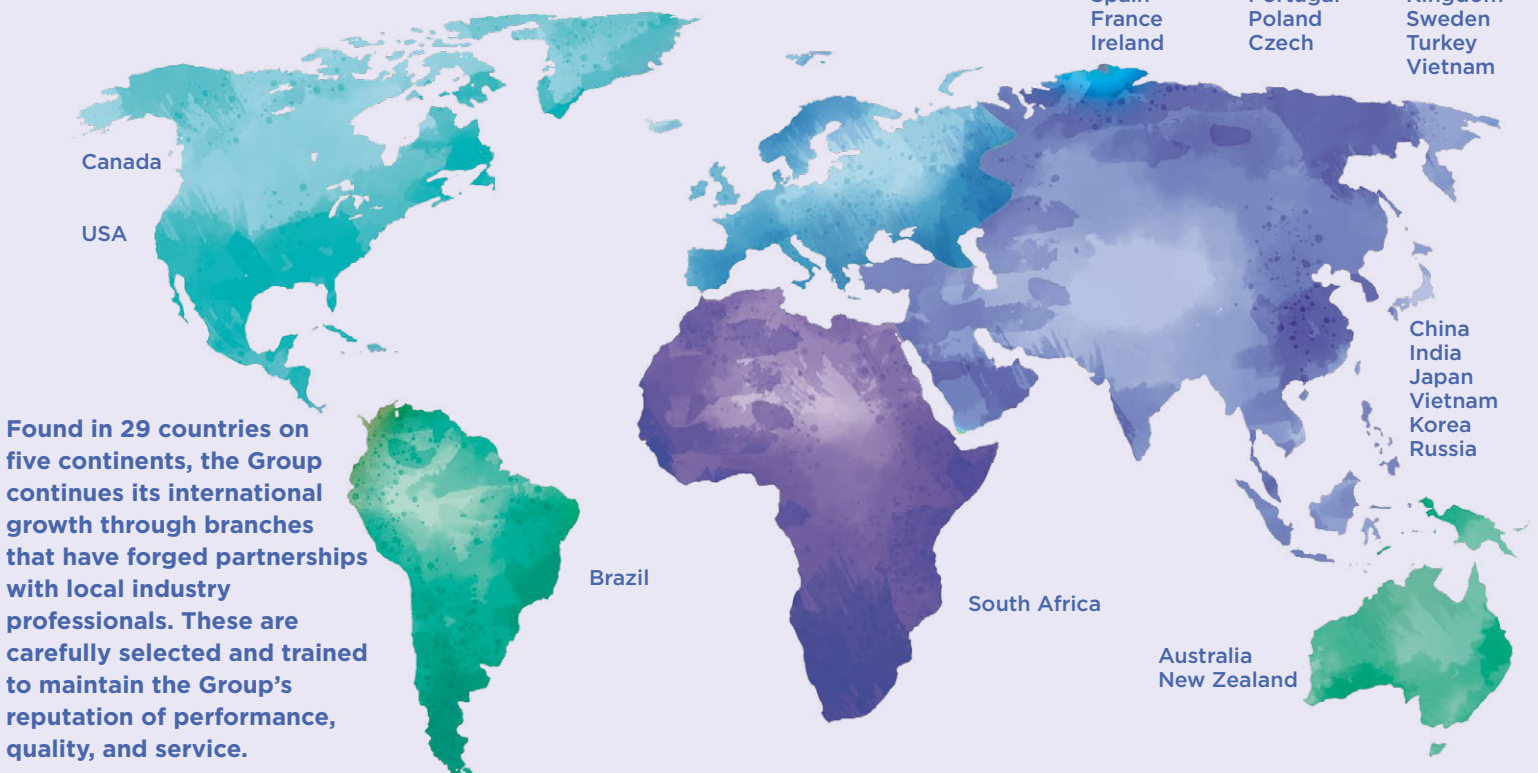 France
Ireland
Poland
Czech
Sweden
Turkey
Vietnam
Canada
USA
Found in 29 countries on
five continents, the Group
continues its international
growth through branches
that have forged partnerships
with local industry
professionals. These are
carefully selected and trained
to maintain the Group’s
reputation of performance,
quality, and service.
Brazil
South Africa
China
India
Japan
Vietnam
Korea
Russia
Australia
New Zealand